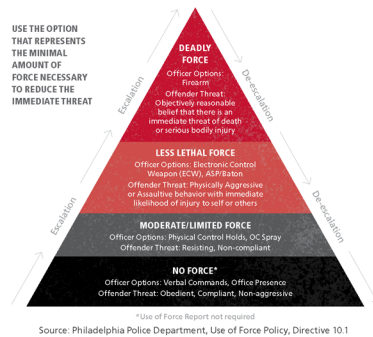 USE THE OPTION
THAT REPRESENTS
THE MINIMAL
AMOUNT OF
FORCE NECESSARY
TO REDUCE THE
IMMEDIATE THREAT
Escalation
De-escalation
DEADLY
FORCE
Officer Options:
Firearm
Offender Threat:
Objectively reasonable
belief that there is an
immediate threat of death
or serious bodily injury
LESS LETHAL FORCE
Officer Options: Electronic Control
Weapon (ECW), ASP/Baton
Offender Threat: Physically Aggressive
or Assaultive behavior with immediate
likelihood of injury to self or others
Escalation
De-escalation
MODERATE/LIMITED FORCE
Officer Options: Physical Control Holds, OC Spray
Offender Threat: Resisting, Non-compliant
NO FORCE*
Officer Options: Verbal Commands, Office Presence
Offender Threat: Obedient, Compliant, Non-aggressive
*Use of Force Report not required
Source: Philadelphia Police Department, Use of Force Policy, Directive 10.1